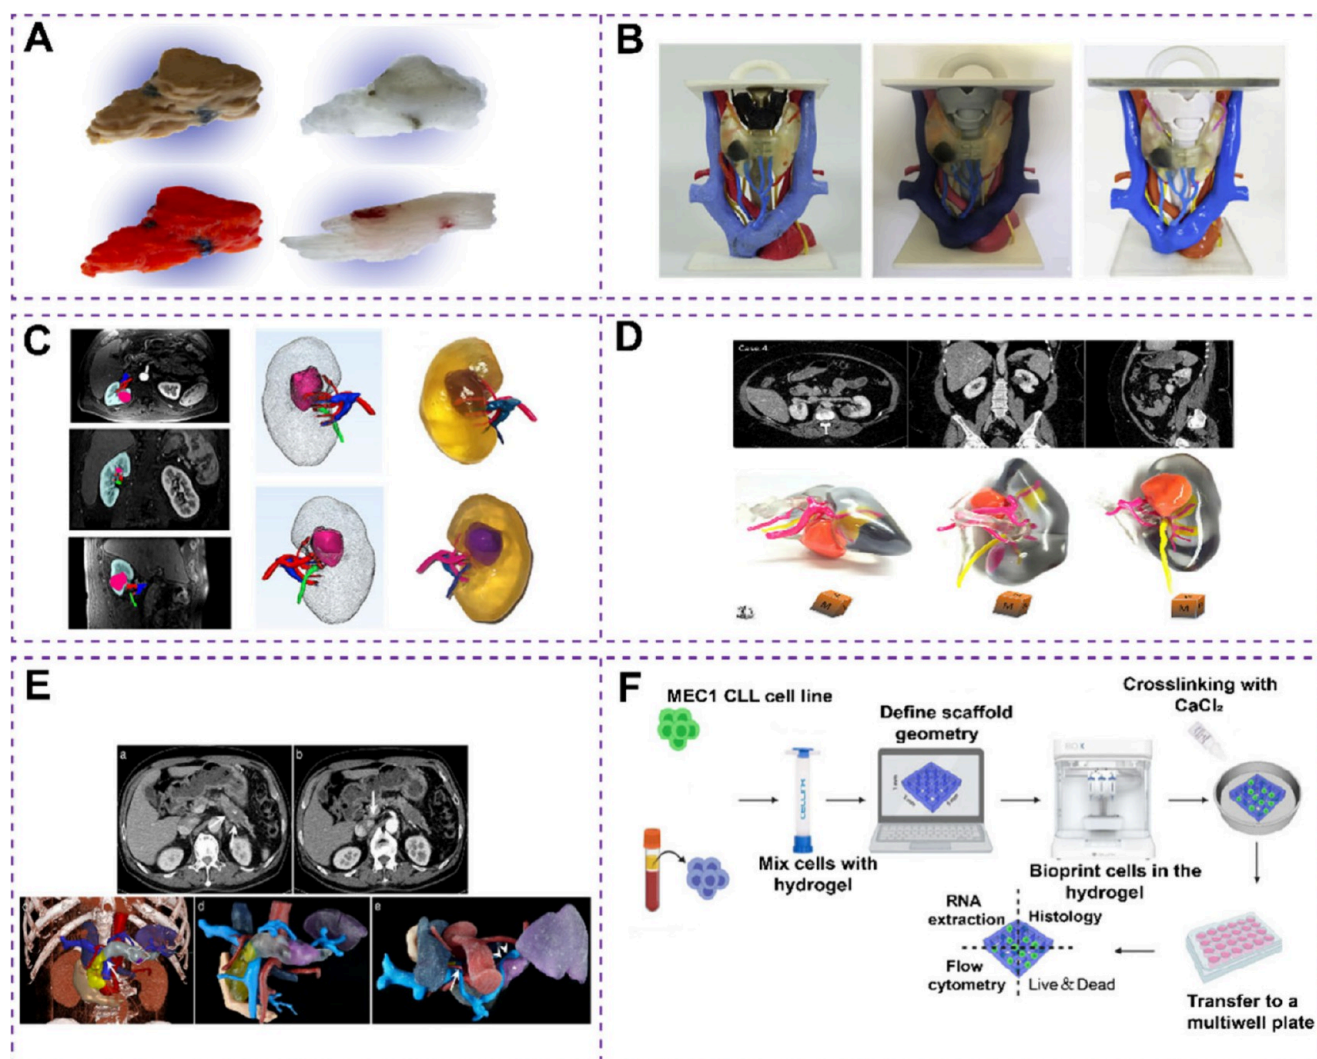 A
B
C
D
Case 4
M
M
M
E
a
b
c
d
e
F
MEC1 CLL cell line
Crosslinking with
CaCl₂
Define scaffold
geometry
CELLINK
Mix cells with
hydrogel
Bioprint cells in the
hydrogel
RNA
extraction
Histology
Flow
cytometry
Live & Dead
Transfer to a
multiwell plate